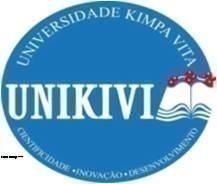 UNIVERSIDADE KIMPA VITA
UNIKIVI
CIENTIFICIDADE • INOVAÇÃO • DESENVOLVIMENTO